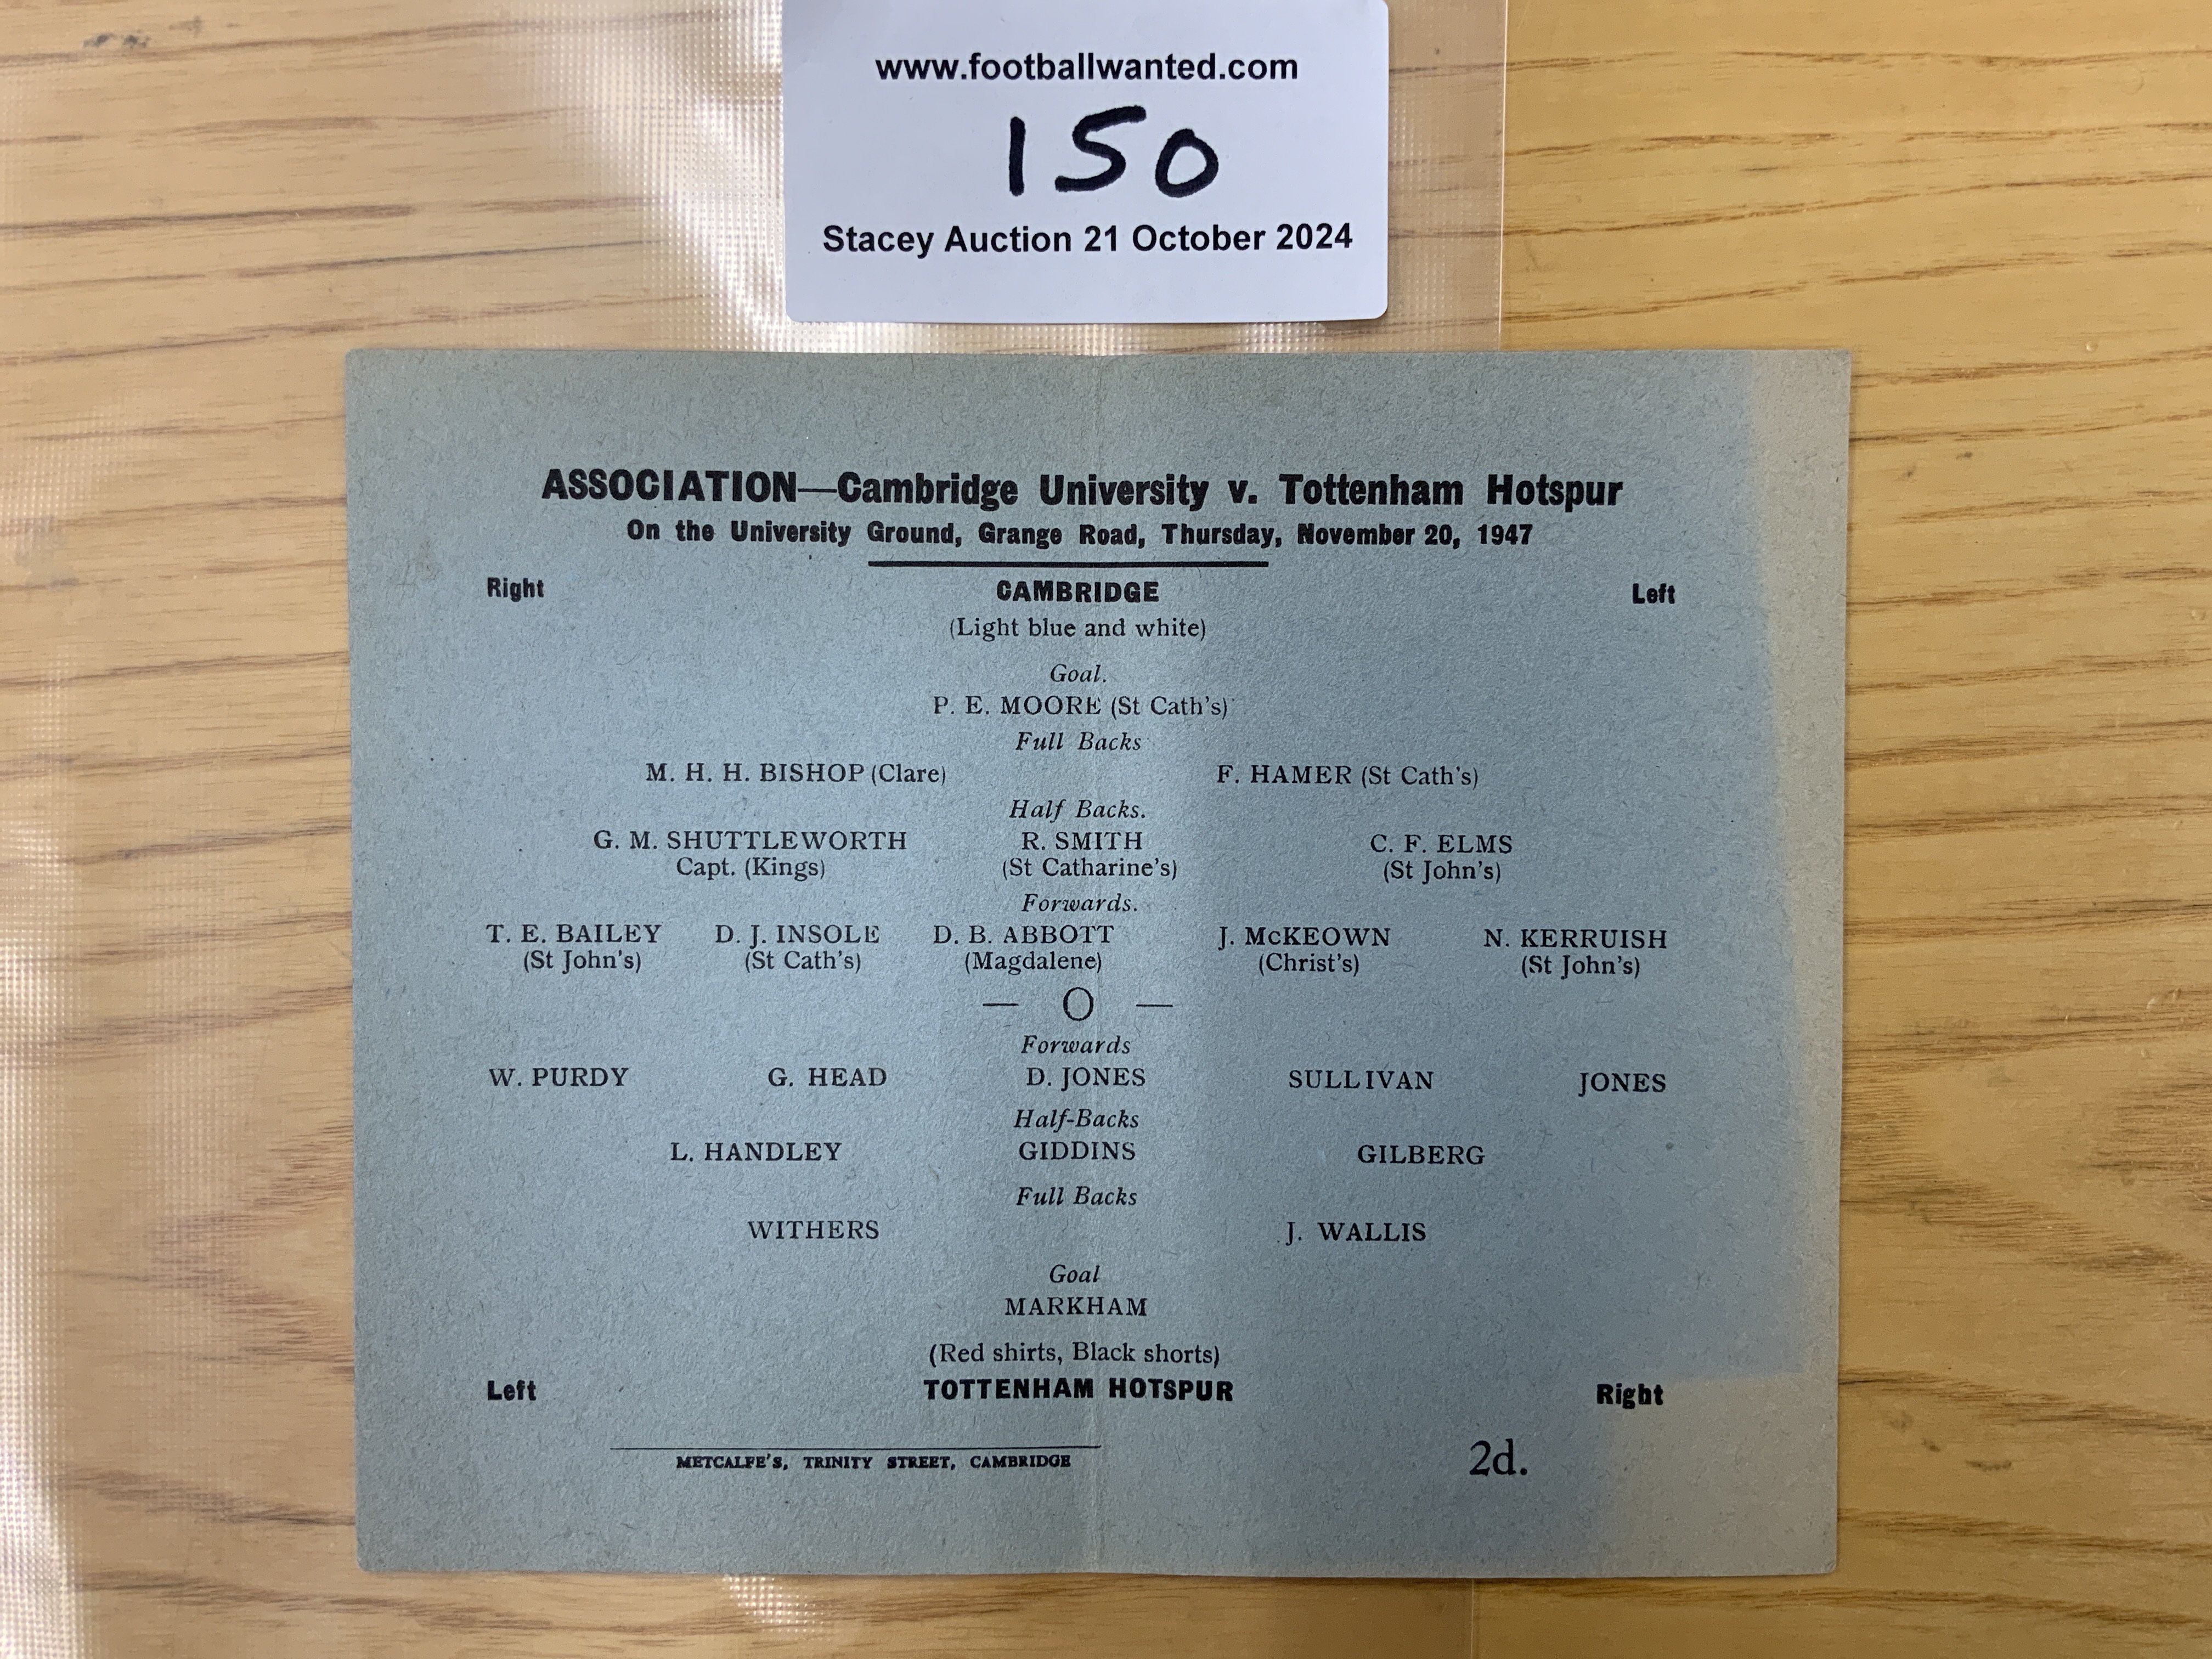 www.footballwanted.com
150
Stacey Auction 21 October 2024
ASSOCIATION—Cambridge University v. Tottenham Hotspur
On the University Ground, Grange Road, Thursday, November 20, 1947
Right CAMBRIDGE Left
(Light blue and white)
Goal.
P. E. MOORE (St Cath's)
Full Backs
M. H. H. BISHOP (Clare) F. HAMER (St Cath's)
Half Backs.
G. M. SHUTTLEWORTH R. SMITH C. F. ELMS
Capt. (Kings) (St Catharine's) (St John's)
Forwards.
T. E. BAILEY D. J. INSOLE D. B. ABBOTT J. McKEOWN N. KERRUISH
(St John's) (St Cath's) (Magdalene) (Christ's) (St John's)
— O —
Forwards
W. PURDY G. HEAD D. JONES SULLIVAN JONES
Half-Backs
L. HANDLEY GIDDINS GILBERG
Full Backs
WITHERS J. WALLIS
Goal
MARKHAM
(Red shirts, Black shorts)
Left TOTTENHAM HOTSPUR Right
METCALFE'S, TRINITY STREET, CAMBRIDGE 2d.